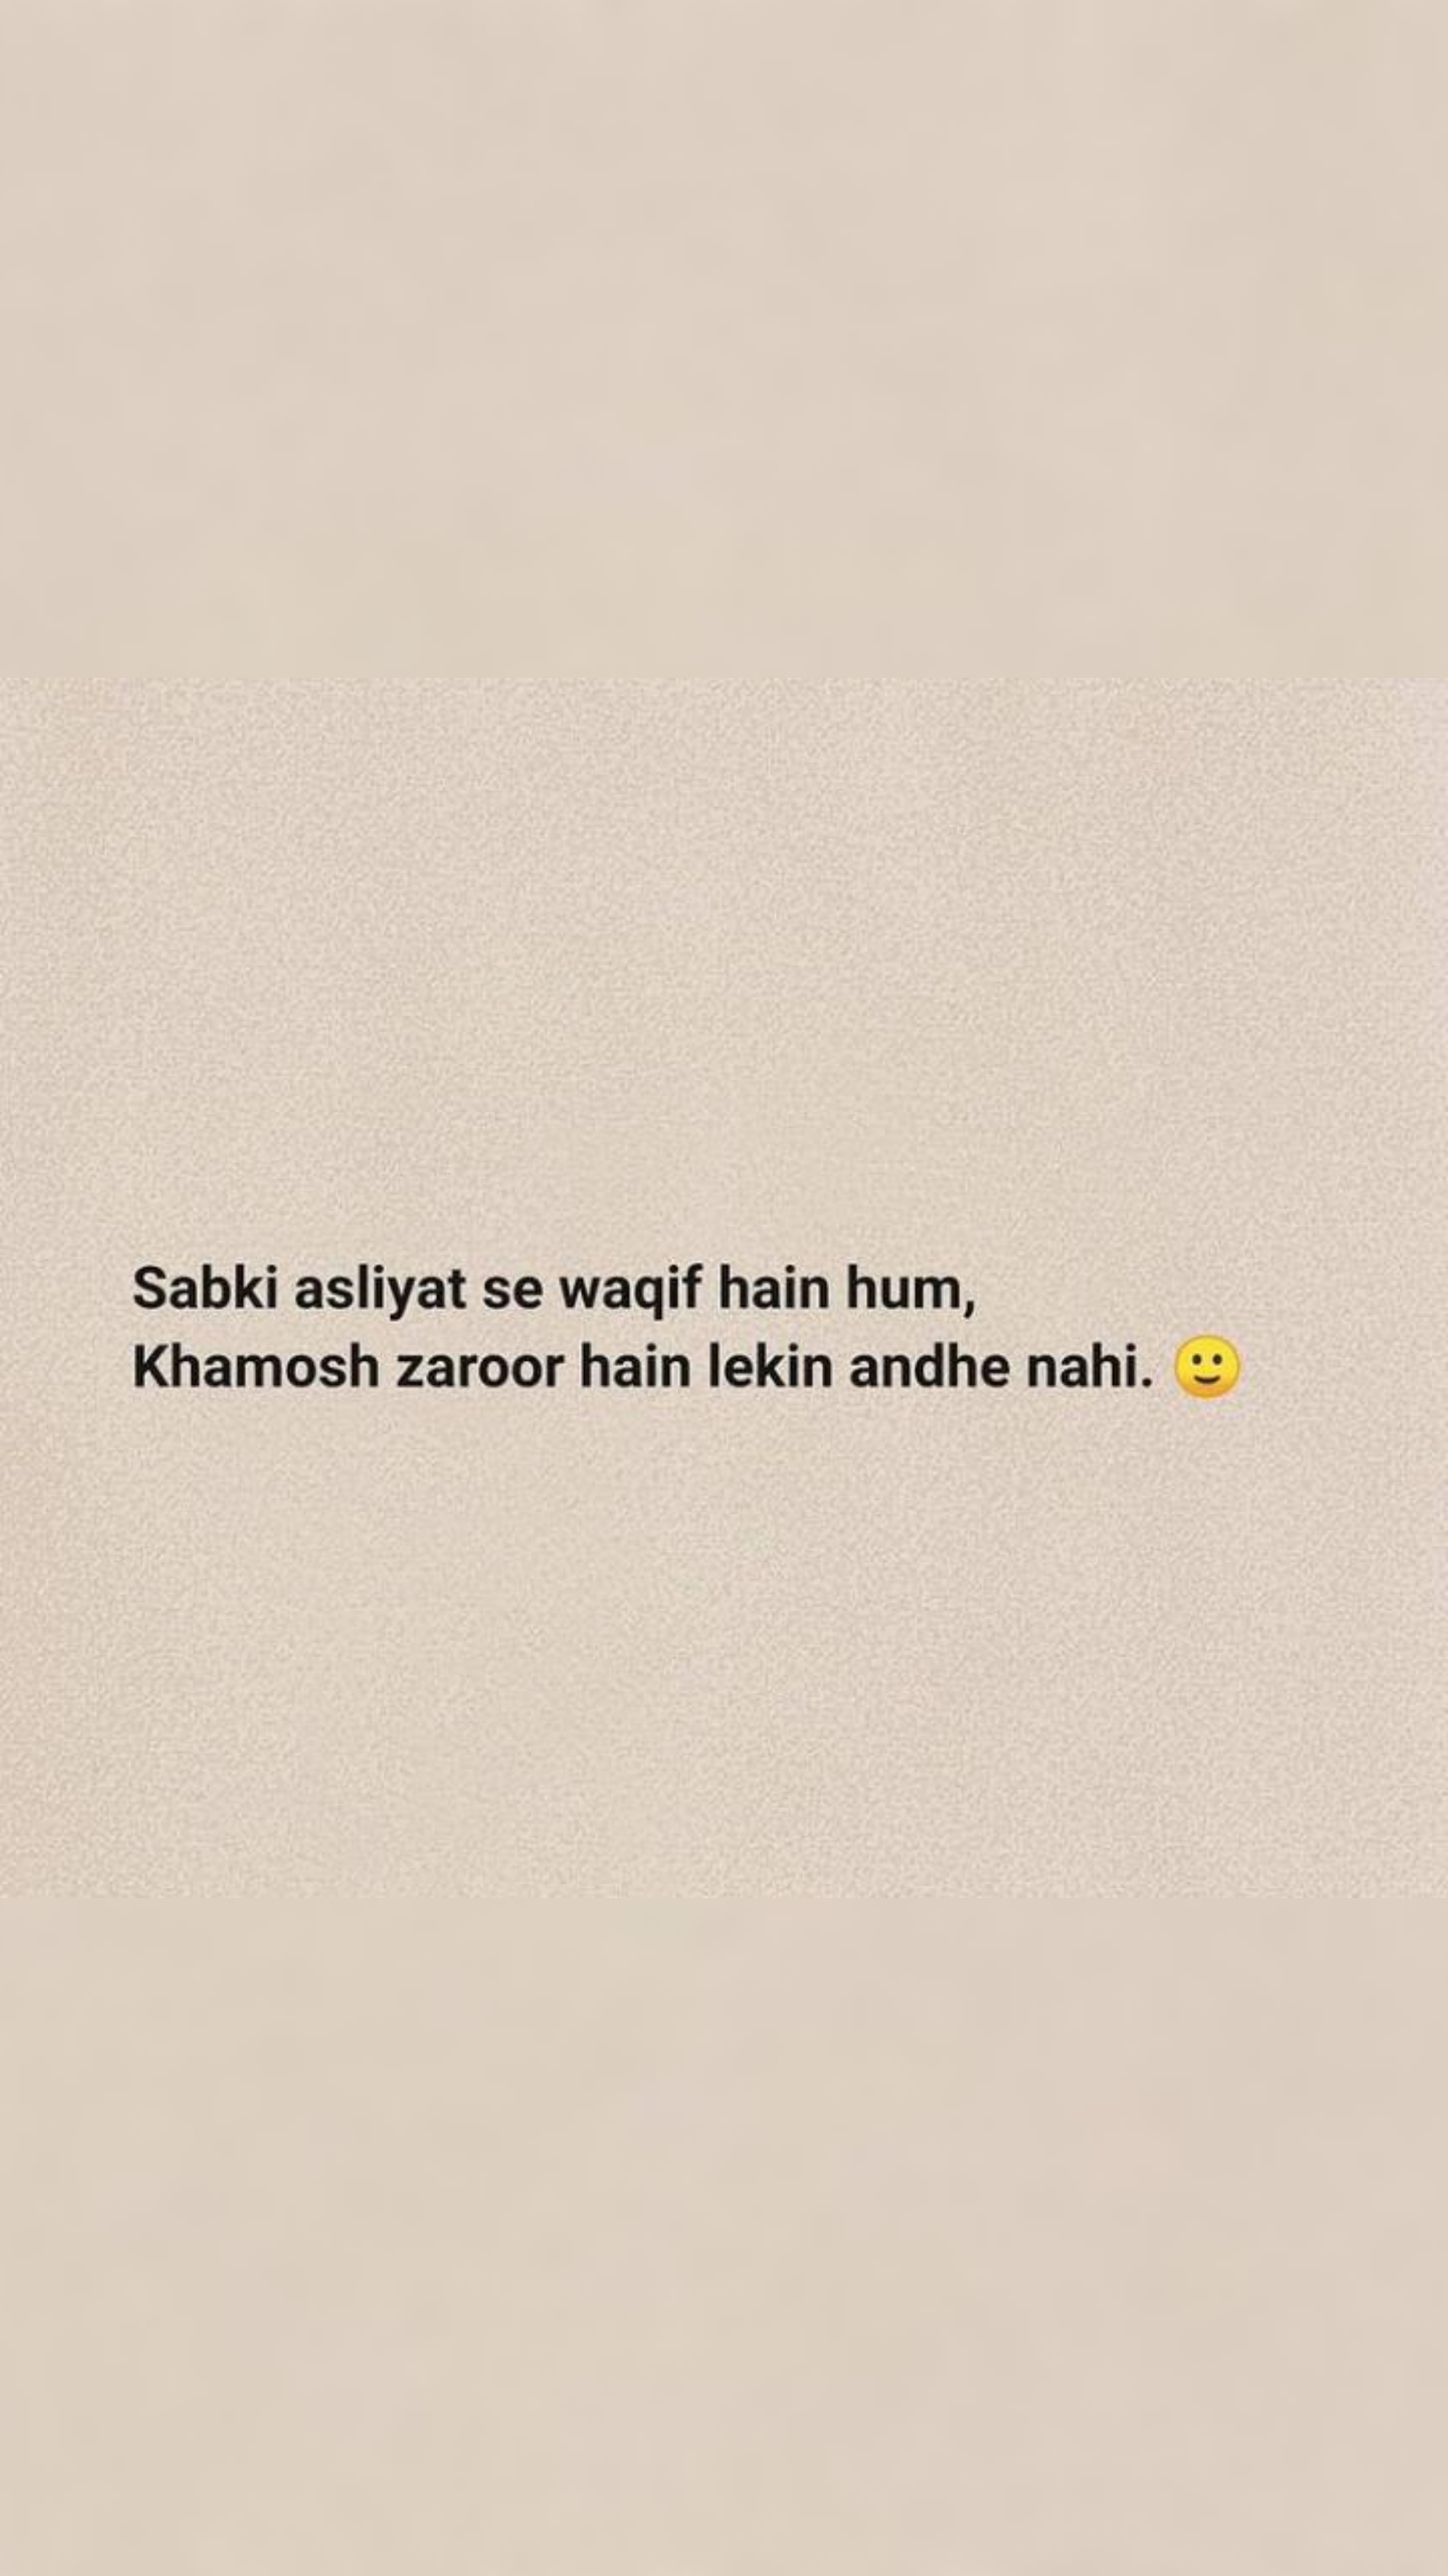 Sabki asliyat se waqif hain hum,
Khamosh zaroor hain lekin andhe nahi. 🙂